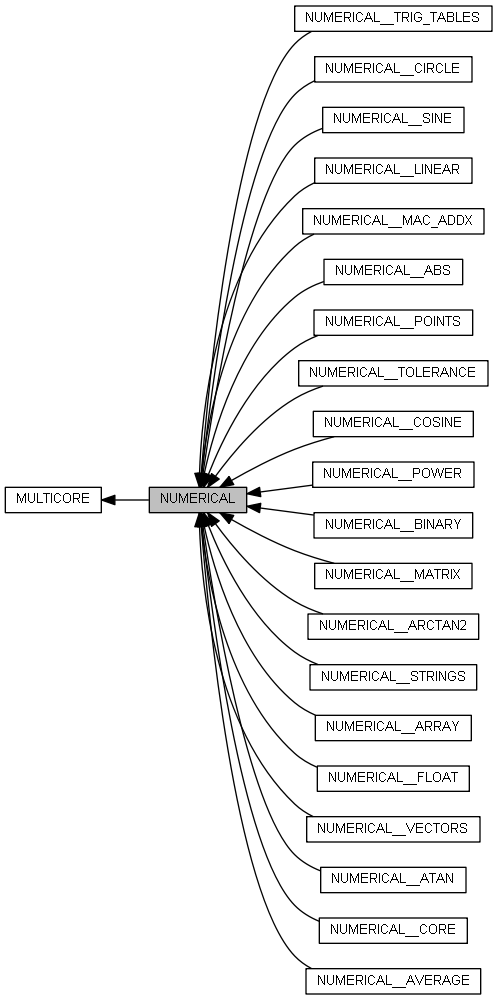 NUMERICAL__TRIG_TABLES
NUMERICAL__CIRCLE
NUMERICAL__SINE
NUMERICAL__LINEAR
NUMERICAL__MAC_ADDX
NUMERICAL__ABS
NUMERICAL__POINTS
NUMERICAL__TOLERANCE
NUMERICAL__COSINE
NUMERICAL__POWER
MULTICORE
NUMERICAL
NUMERICAL__BINARY
NUMERICAL__MATRIX
NUMERICAL__ARCTAN2
NUMERICAL__STRINGS
NUMERICAL__ARRAY
NUMERICAL__FLOAT
NUMERICAL__VECTORS
NUMERICAL__ATAN
NUMERICAL__CORE
NUMERICAL__AVERAGE